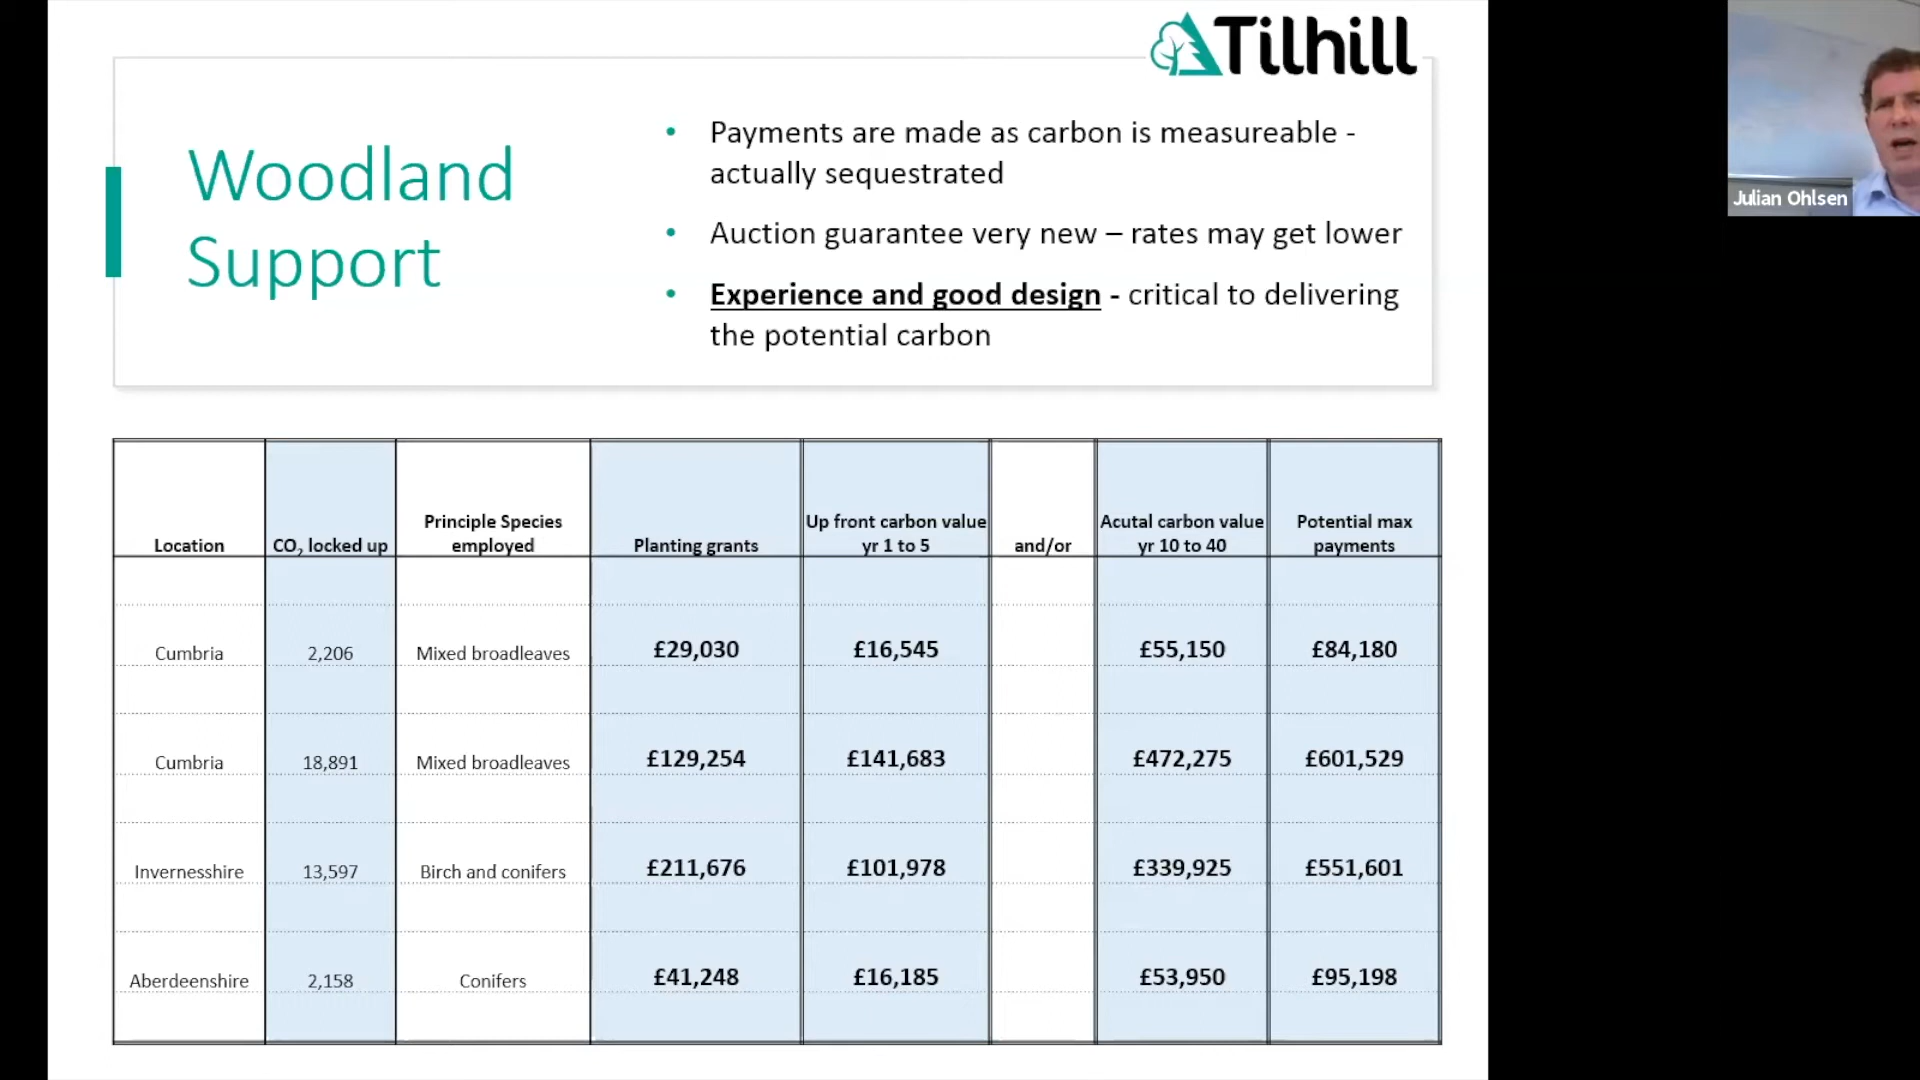 Tilhill
Woodland
Support
• Payments are made as carbon is measureable -
actually sequestrated
• Auction guarantee very new – rates may get lower
• Experience and good design - critical to delivering
the potential carbon
Julian Ohlsen
Location CO₂ locked up Principle Species employed Planting grants Up front carbon value yr 1 to 5 and/or Acutal carbon value yr 10 to 40 Potential max payments
Cumbria 2,206 Mixed broadleaves £29,030 £16,545 £55,150 £84,180
Cumbria 18,891 Mixed broadleaves £129,254 £141,683 £472,275 £601,529
Invernesshire 13,597 Birch and conifers £211,676 £101,978 £339,925 £551,601
Aberdeenshire 2,158 Conifers £41,248 £16,185 £53,950 £95,198